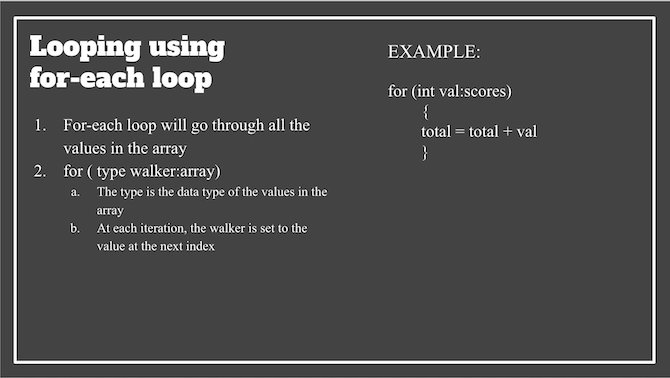 Looping using
for-each loop
1. For-each loop will go through all the
values in the array
2. for ( type walker:array)
a. The type is the data type of the values in the
array
b. At each iteration, the walker is set to the
value at the next index
EXAMPLE:
for (int val:scores)
{
total = total + val
}